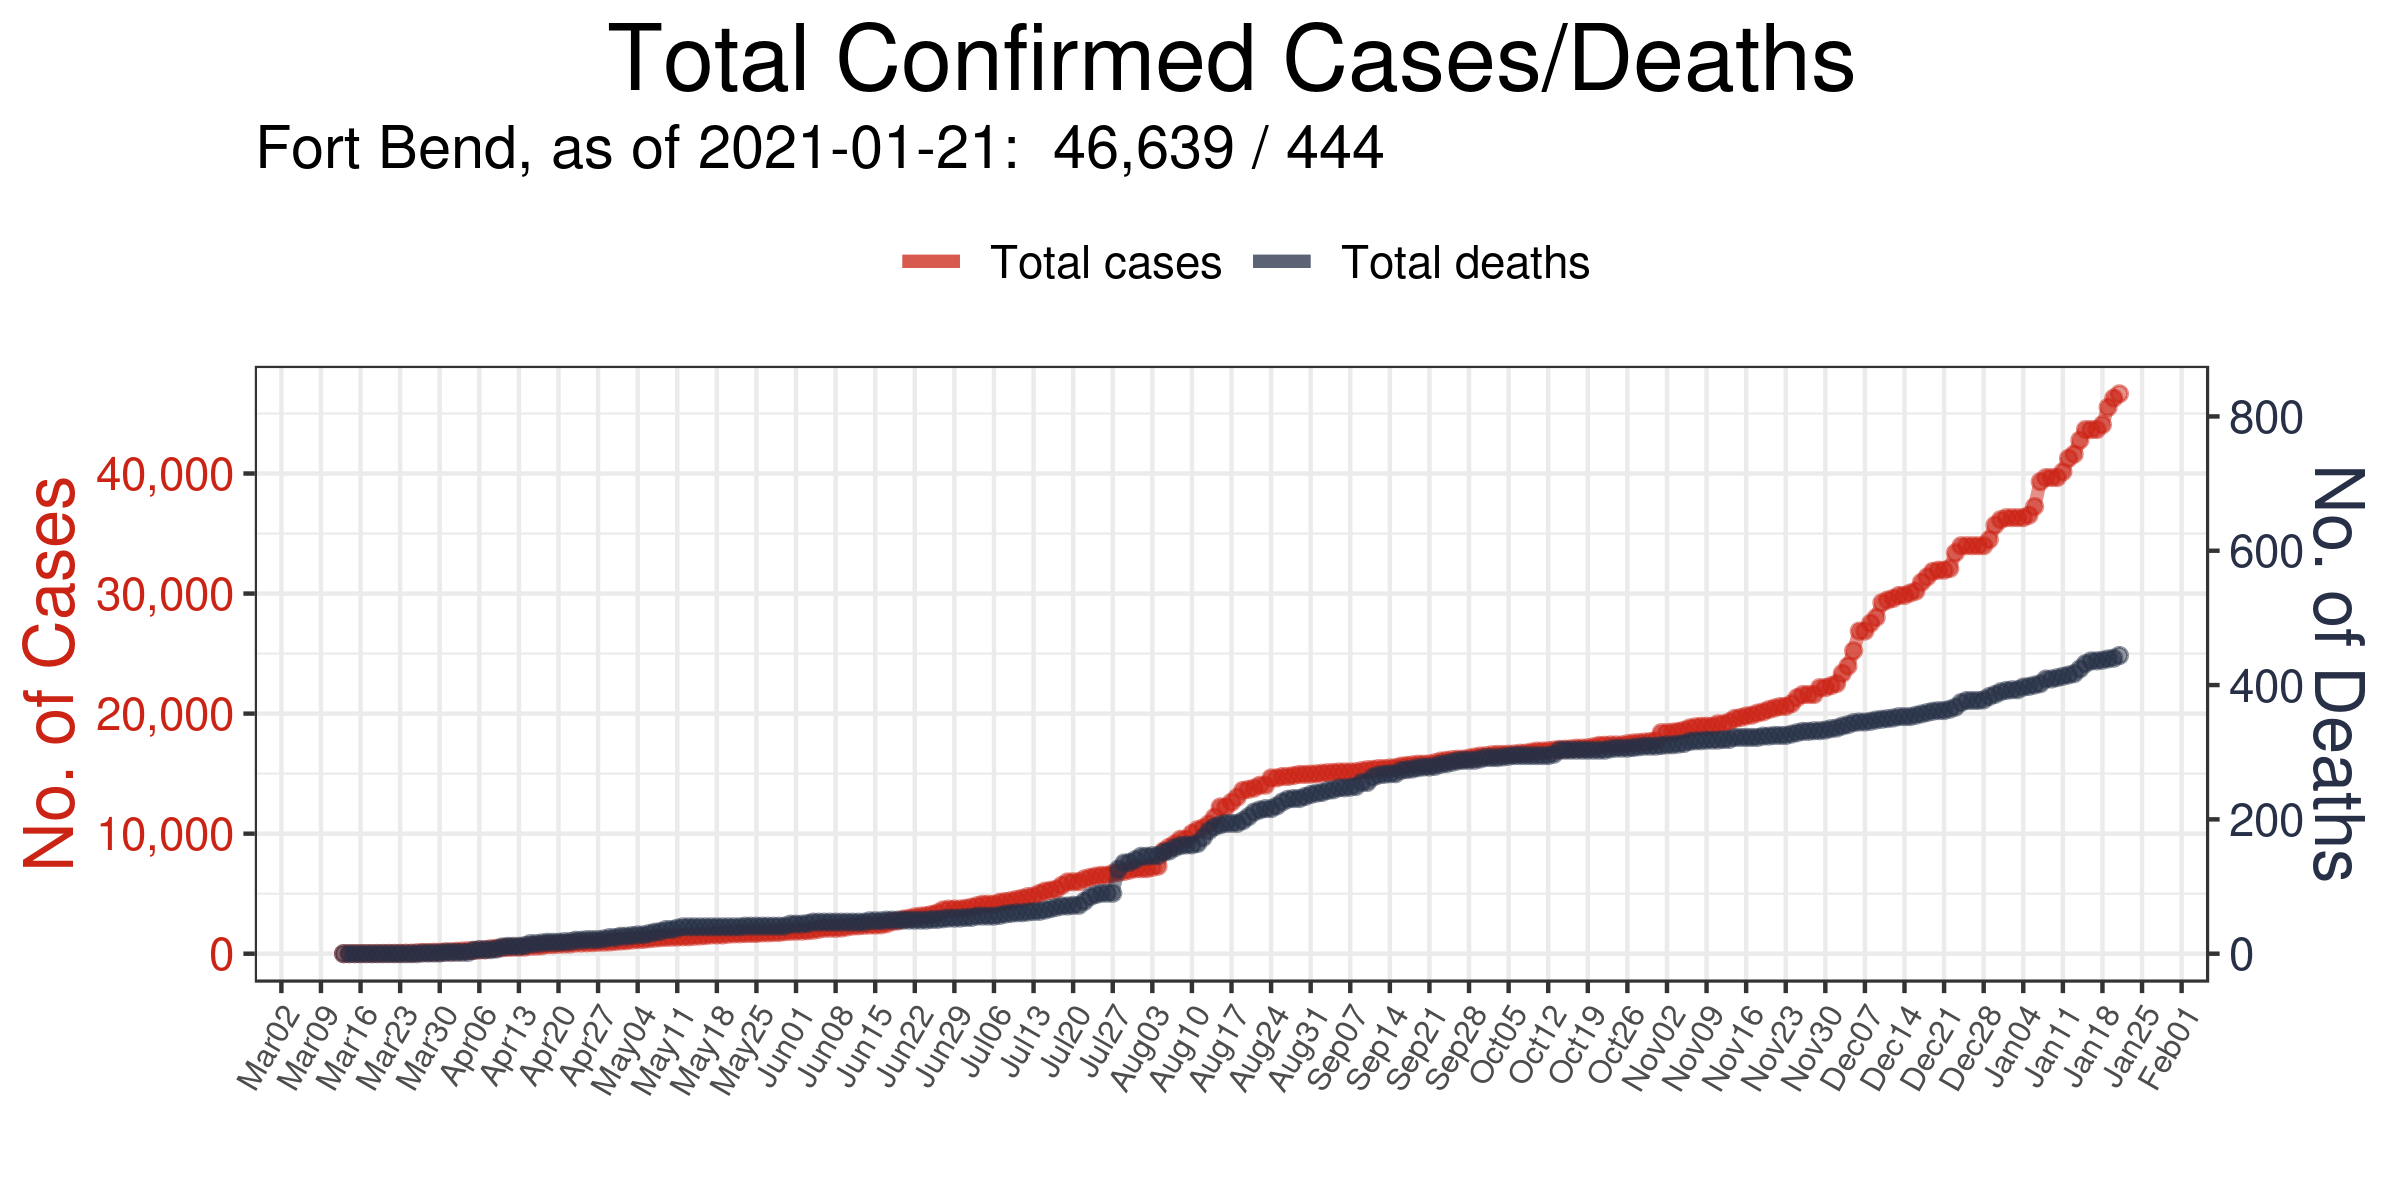 Total Confirmed Cases/Deaths
Fort Bend, as of 2021-01-21:  46,639 / 444
Total cases
Total deaths
No. of Cases
40,000
30,000
20,000
10,000
0
800
600
400
200
0
No. of Deaths
Mar02
Mar09
Mar16
Mar23
Mar30
Apr06
Apr13
Apr20
Apr27
May04
May11
May18
May25
Jun01
Jun08
Jun15
Jun22
Jun29
Jul06
Jul13
Jul20
Jul27
Aug03
Aug10
Aug17
Aug24
Aug31
Sep07
Sep14
Sep21
Sep28
Oct05
Oct12
Oct19
Oct26
Nov02
Nov09
Nov16
Nov23
Nov30
Dec07
Dec14
Dec21
Dec28
Jan04
Jan11
Jan18
Jan25
Feb01